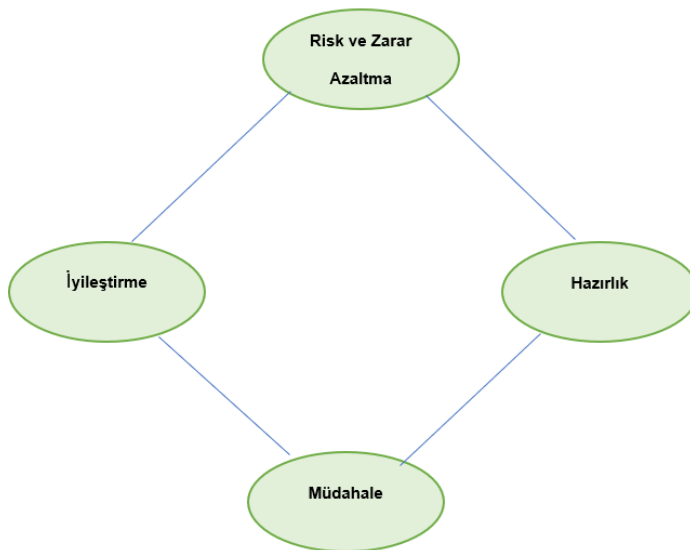 Risk ve Zarar
Azaltma
İyileştirme
Hazırlık
Müdahale